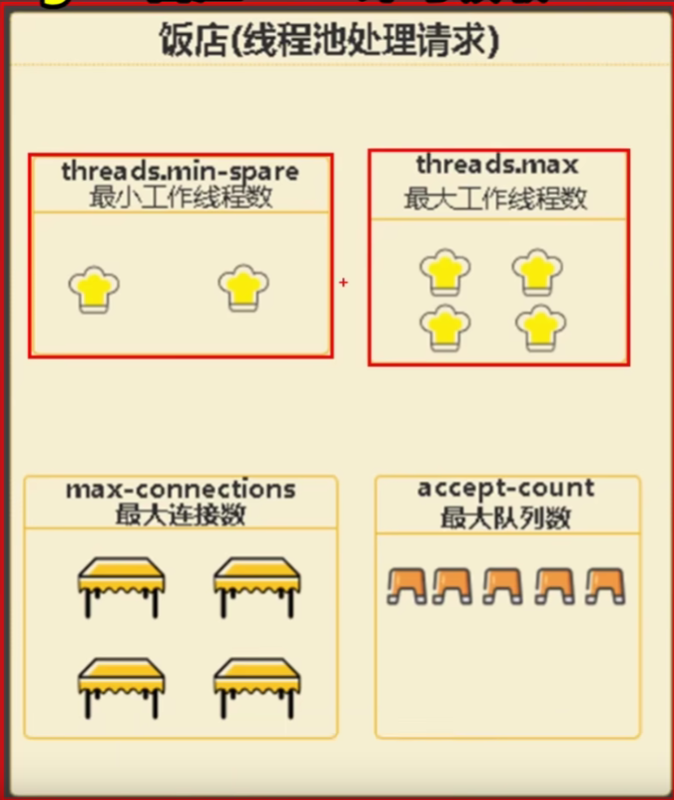 饭店(线程池处理请求)
threads.min-spare
最小工作线程数
threads.max
最大工作线程数
+
max-connections
最大连接数
accept-count
最大队列数